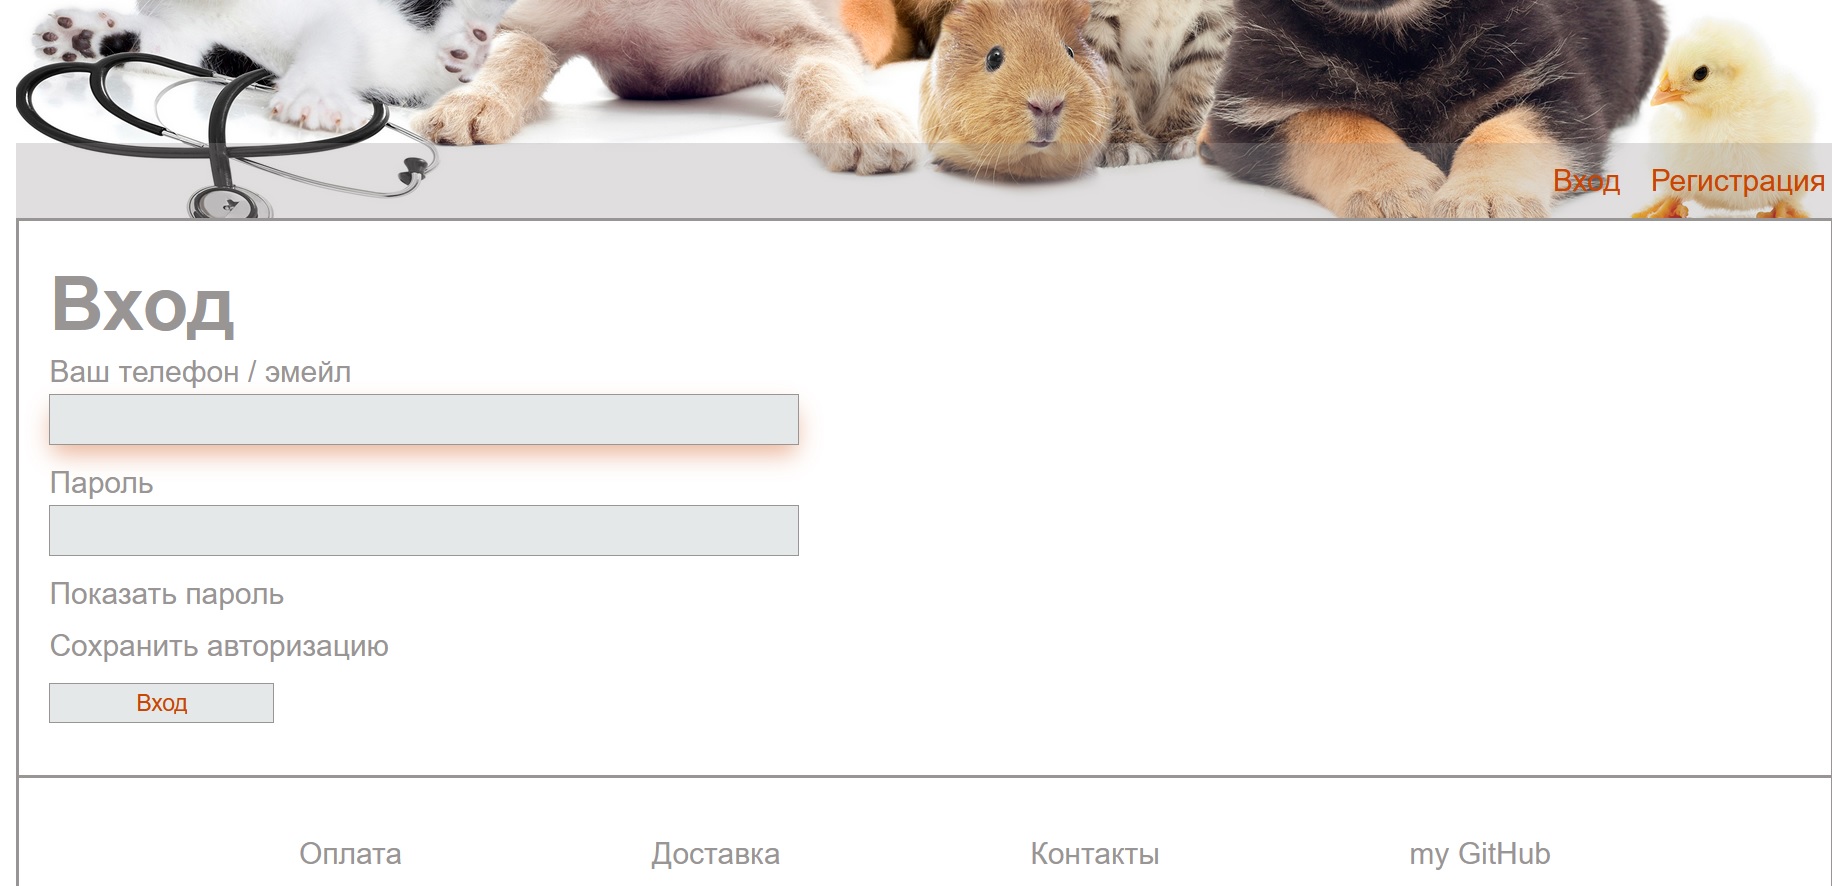 Вход Регистрация
Вход
Ваш телефон / эмейл
Пароль
Показать пароль
Сохранить авторизацию
Вход
Оплата Доставка Контакты my GitHub